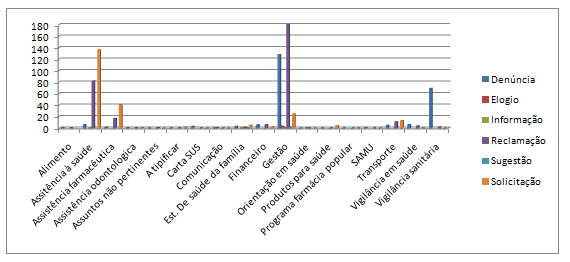 180
160
140
120
100
80
60
40
20
0
Alimento
Asitência à saúde
Assistência farmacêutica
Assistência odontologica
Assuntos não pertinentes
A tipificar
Carta SUS
Comunicação
Est. De saúde da família
Financeiro
Gestão
Orientação em saúde
Produtos para saúde
Programa farmácia popular
SAMU
Transporte
Vigilância em saúde
Vigilância sanitária
Denúncia
Elogio
Informação
Reclamação
Sugestão
Solicitação